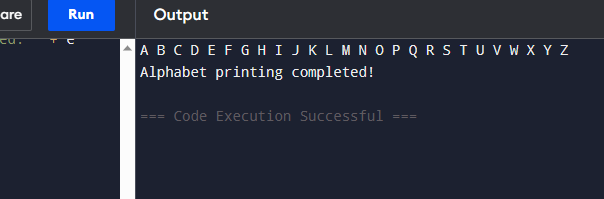 are
Run
Output
ed:" + e
A B C D E F G H I J K L M N O P Q R S T U V W X Y Z
Alphabet printing completed!
=== Code Execution Successful ===